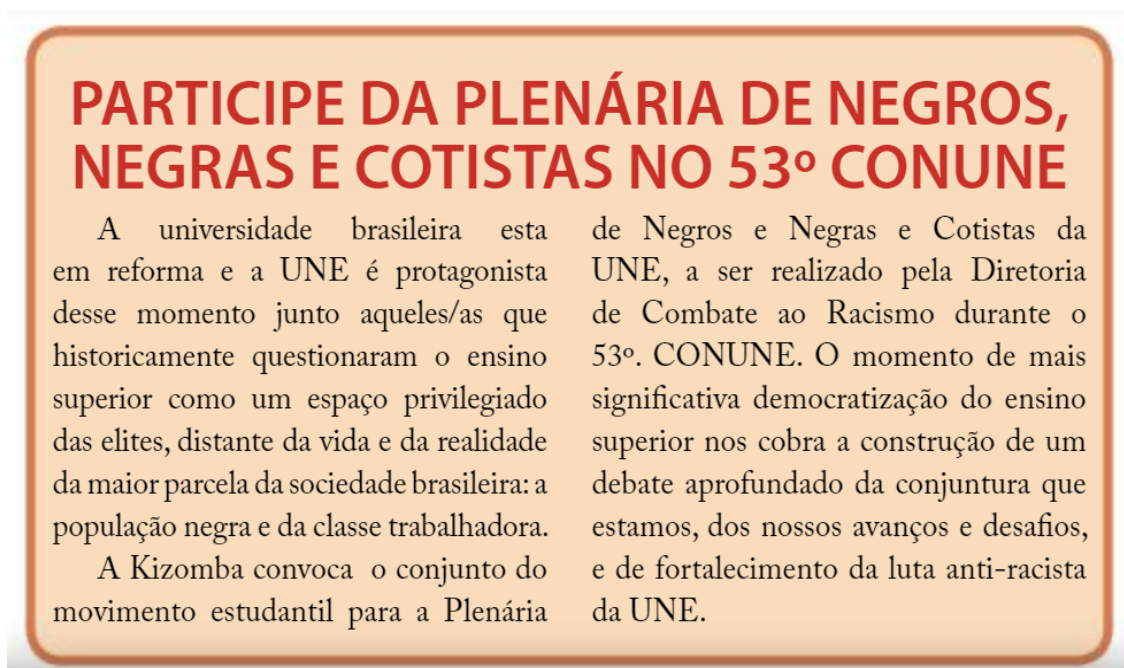 PARTICIPE DA PLENÁRIA DE NEGROS,
NEGRAS E COTISTAS NO 53º CONUNE
A universidade brasileira esta
em reforma e a UNE é protagonista
desse momento junto aqueles/as que
historicamente questionaram o ensino
superior como um espaço privilegiado
das elites, distante da vida e da realidade
da maior parcela da sociedade brasileira: a
população negra e da classe trabalhadora.
A Kizomba convoca o conjunto do
movimento estudantil para a Plenária
de Negros e Negras e Cotistas da
UNE, a ser realizado pela Diretoria
de Combate ao Racismo durante o
53º. CONUNE. O momento de mais
significativa democratização do ensino
superior nos cobra a construção de um
debate aprofundado da conjuntura que
estamos, dos nossos avanços e desafios,
e de fortalecimento da luta anti-racista
da UNE.